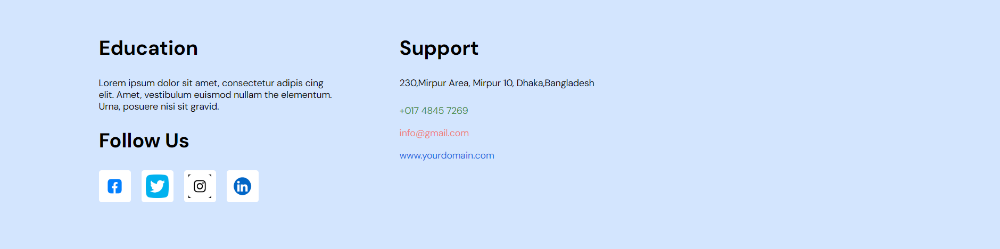 Education
Lorem ipsum dolor sit amet, consectetur adipis cing
elit. Amet, vestibulum euismod nullam the elementum.
Urna, posuere nisi sit gravid.
Follow Us
in
Support
230,Mirpur Area, Mirpur 10, Dhaka,Bangladesh
+017 4845 7269
info@gmail.com
www.yourdomain.com